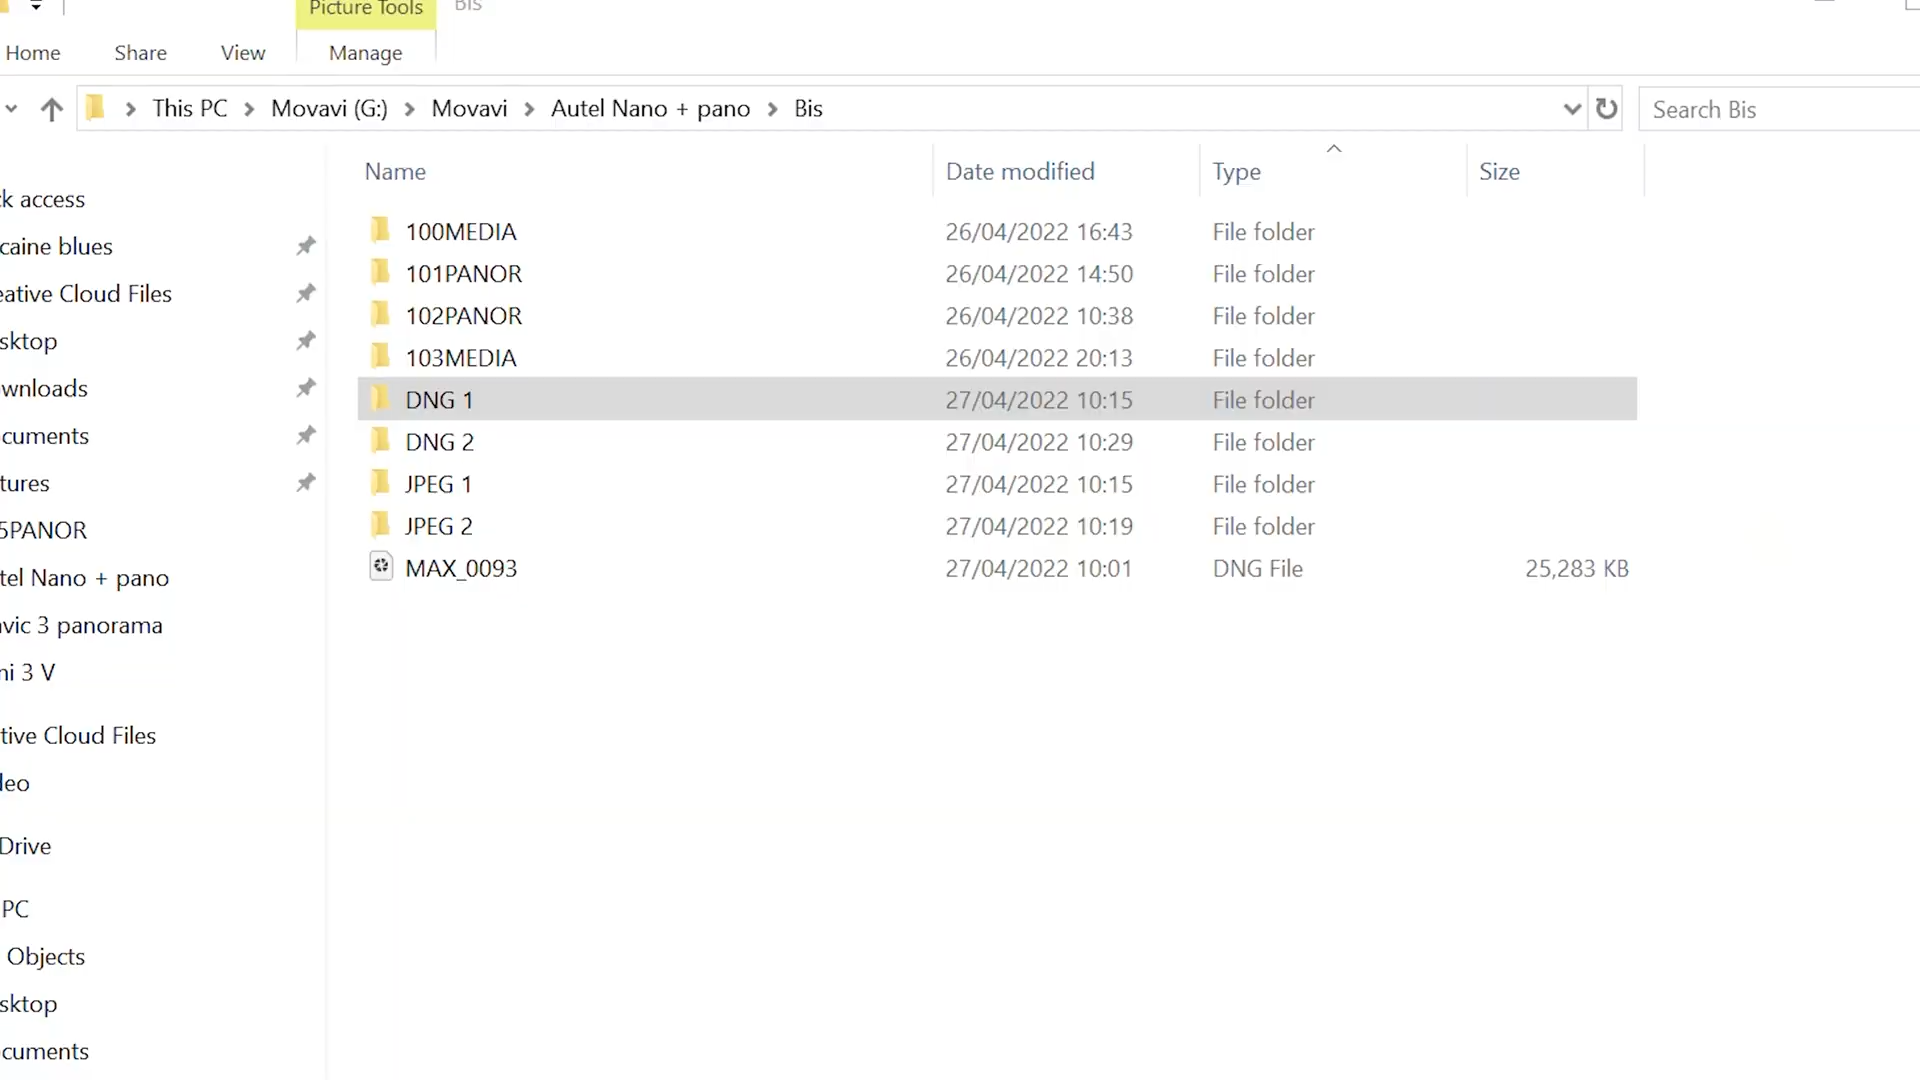 Picture Tools
Bis
Home Share View Manage
This PC > Movavi (G:) > Movavi > Autel Nano + pano > Bis
Search Bis
Name Date modified Type Size
k access
caine blues
eative Cloud Files
sktop
wnloads
cuments
tures
5PANOR
tel Nano + pano
avic 3 panorama
ni 3 V
tive Cloud Files
deo
Drive
PC
Objects
sktop
cuments
100MEDIA 26/04/2022 16:43 File folder
101PANOR 26/04/2022 14:50 File folder
102PANOR 26/04/2022 10:38 File folder
103MEDIA 26/04/2022 20:13 File folder
DNG 1 27/04/2022 10:15 File folder
DNG 2 27/04/2022 10:29 File folder
JPEG 1 27/04/2022 10:15 File folder
JPEG 2 27/04/2022 10:19 File folder
MAX_0093 27/04/2022 10:01 DNG File 25,283 KB